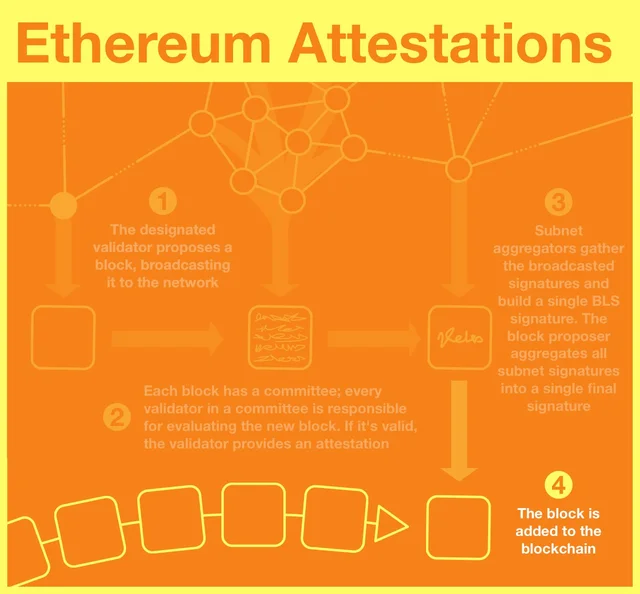 Ethereum Attestations
1
The designated
validator proposes a
block, broadcasting
it to the network
3
Subnet
aggregators gather
the broadcasted
signatures and
build a single BLS
signature. The
block proposer
aggregates all
subnet signatures
into a single final
signature
2
Each block has a committee; every
validator in a committee is responsible
for evaluating the new block. If it's valid,
the validator provides an attestation
4
The block is
added to the
blockchain